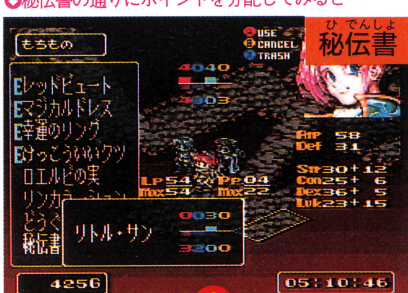 秘伝書の通りにポイントを分配してみると
ひでんしょ
秘伝書
もちもの
USE
CANCEL
TRASH
4040
4303
Eレッドビュート
Eマジカルドレス
E幸運のリング
Eけっこういいクツ
ロエルピの実
リンカ
どうぐ
秘伝書
Atp 58
Def 31
Str30+12
Con25+ 6
Dex36+ 5
Luk23+15
LP54 PP04
Max54 Max22
リトル・サン
0030
3200
425G
05:10:46